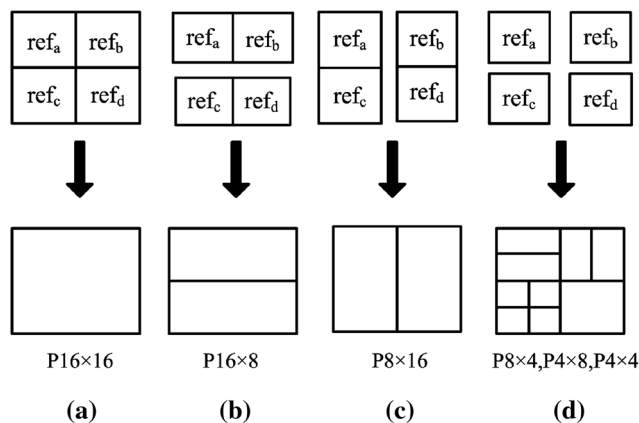 refa refb refa refb refa refb refa refb
refc refd refc refd refc refd refc refd
P16×16 P16×8 P8×16 P8×4,P4×8,P4×4
(a) (b) (c) (d)